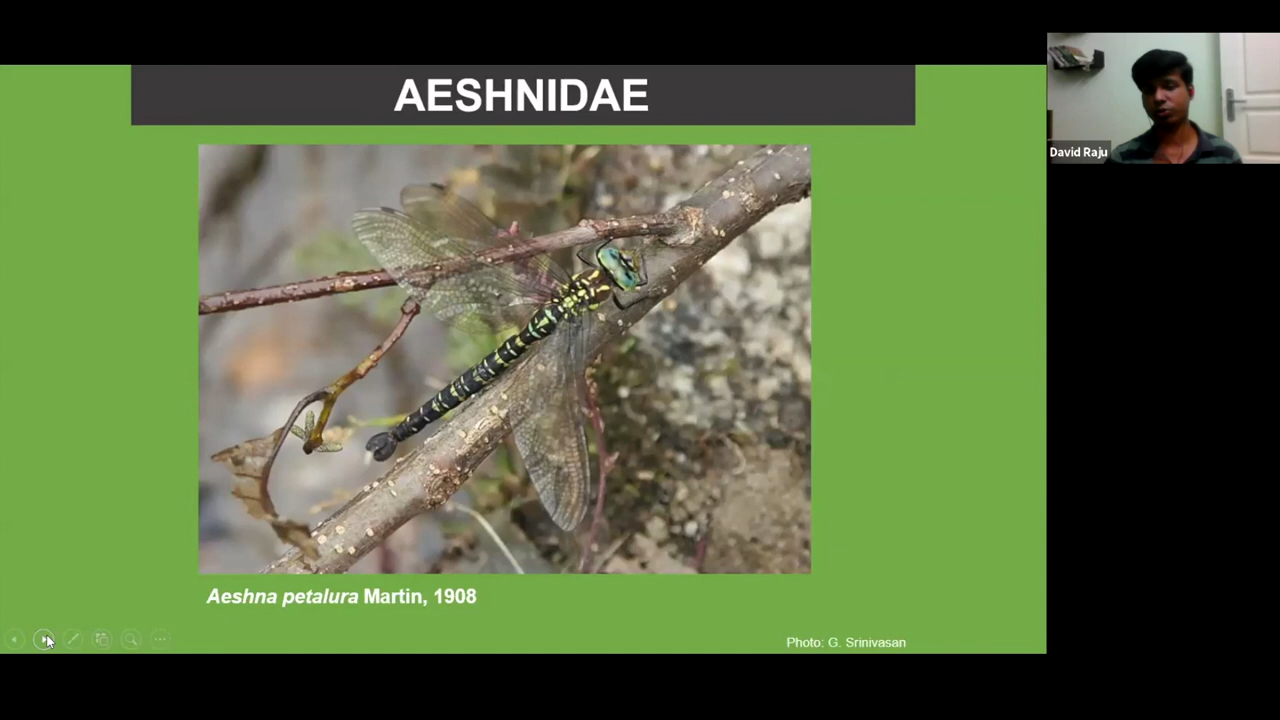 AESHNIDAE
David Raju
Aeshna petalura Martin, 1908
Photo: G. Srinivasan